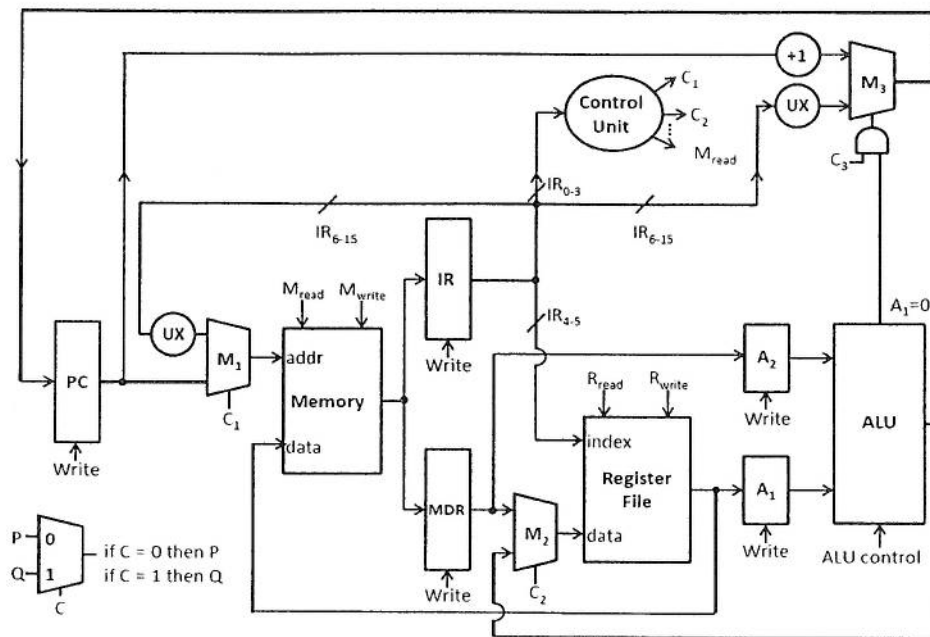 +1
M3
UX
C1
Control
Unit
C2
Mread
C3
IR0-3
IR6-15
IR6-15
IR
Mread
Mwrite
IR4-5
A1=0
UX
M1
addr
PC
Memory
Write
A2
ALU
Rread
Rwrite
C1
data
Write
Write
index
Register
File
MDR
M2
data
A1
Write
ALU control
P
0
if C = 0 then P
Q
1
if C = 1 then Q
C
Write
C2